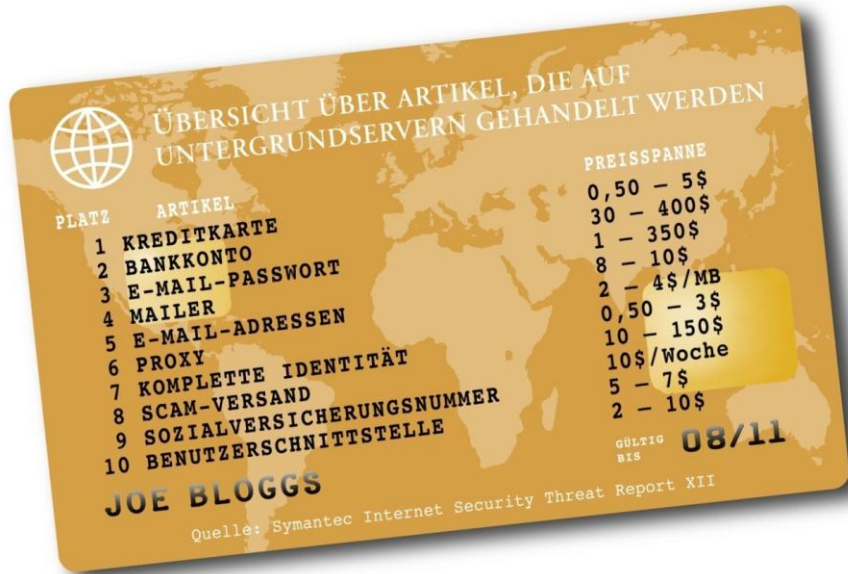 ÜBERSICHT ÜBER ARTIKEL, DIE AUF
UNTERGRUNDSERVERN GEHANDELT WERDEN
PLATZ ARTIKEL PREISSPANNE
1 KREDITKARTE 0,50 – 5$
2 BANKKONTO 30 – 400$
3 E-MAIL-PASSWORT 1 – 350$
4 MAILER 8 – 10$
5 E-MAIL-ADRESSEN 2 – 4$/MB
6 PROXY 0,50 – 3$
7 KOMPLETTE IDENTITÄT 10 – 150$
8 SCAM-VERSAND 10$/Woche
9 SOZIALVERSICHERUNGSNUMMER 5 – 7$
10 BENUTZERSCHNITTSTELLE 2 – 10$
GÜLTIG
BIS 08/11
JOE BLOGGS
Quelle: Symantec Internet Security Threat Report XII